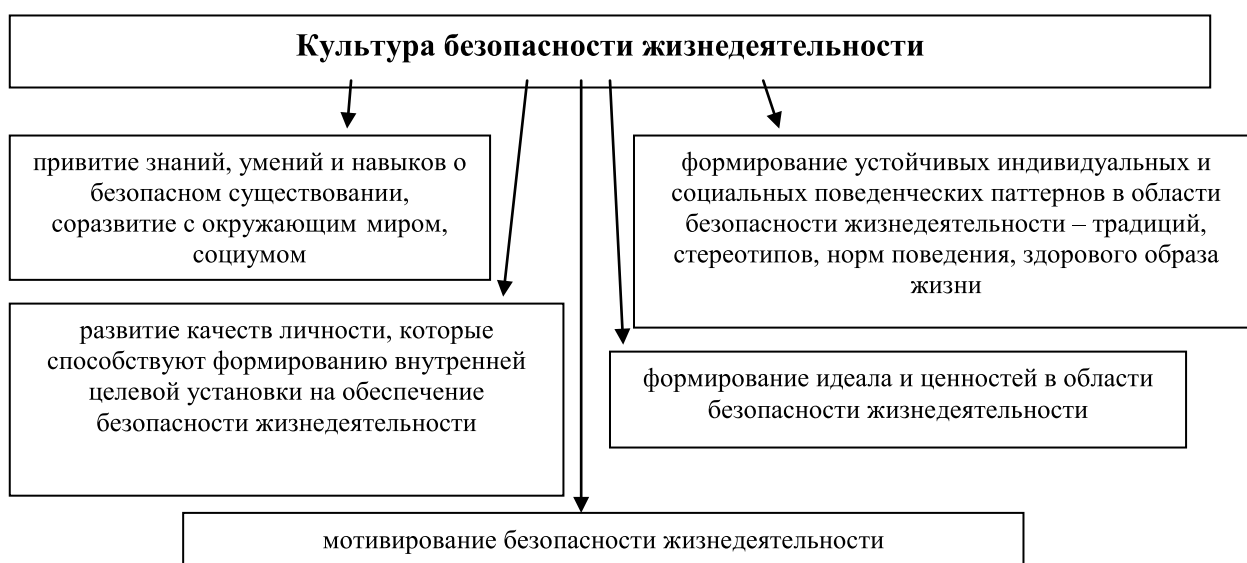 Культура безопасности жизнедеятельности
привитие знаний, умений и навыков о
безопасном существовании,
соразвитие с окружающим миром,
социумом
формирование устойчивых индивидуальных и
социальных поведенческих паттернов в области
безопасности жизнедеятельности – традиций,
стереотипов, норм поведения, здорового образа
жизни
развитие качеств личности, которые
способствуют формированию внутренней
целевой установки на обеспечение
безопасности жизнедеятельности
формирование идеала и ценностей в области
безопасности жизнедеятельности
мотивирование безопасности жизнедеятельности